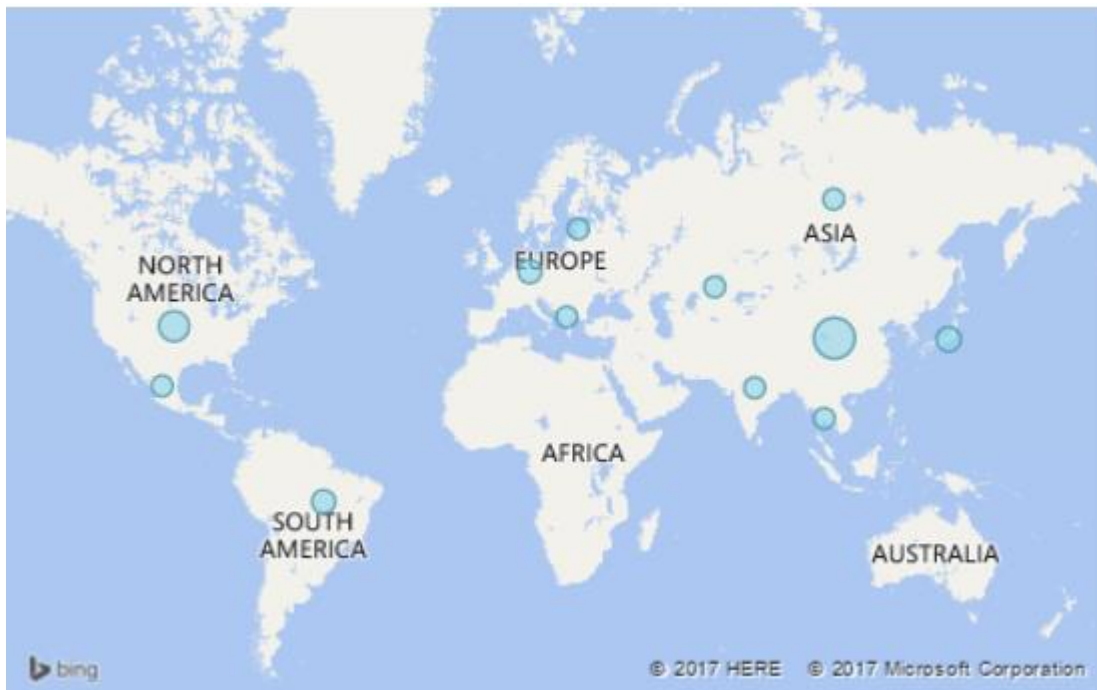 NORTH
AMERICA
EUROPE
ASIA
AFRICA
SOUTH
AMERICA
AUSTRALIA
bing
© 2017 HERE © 2017 Microsoft Corporation